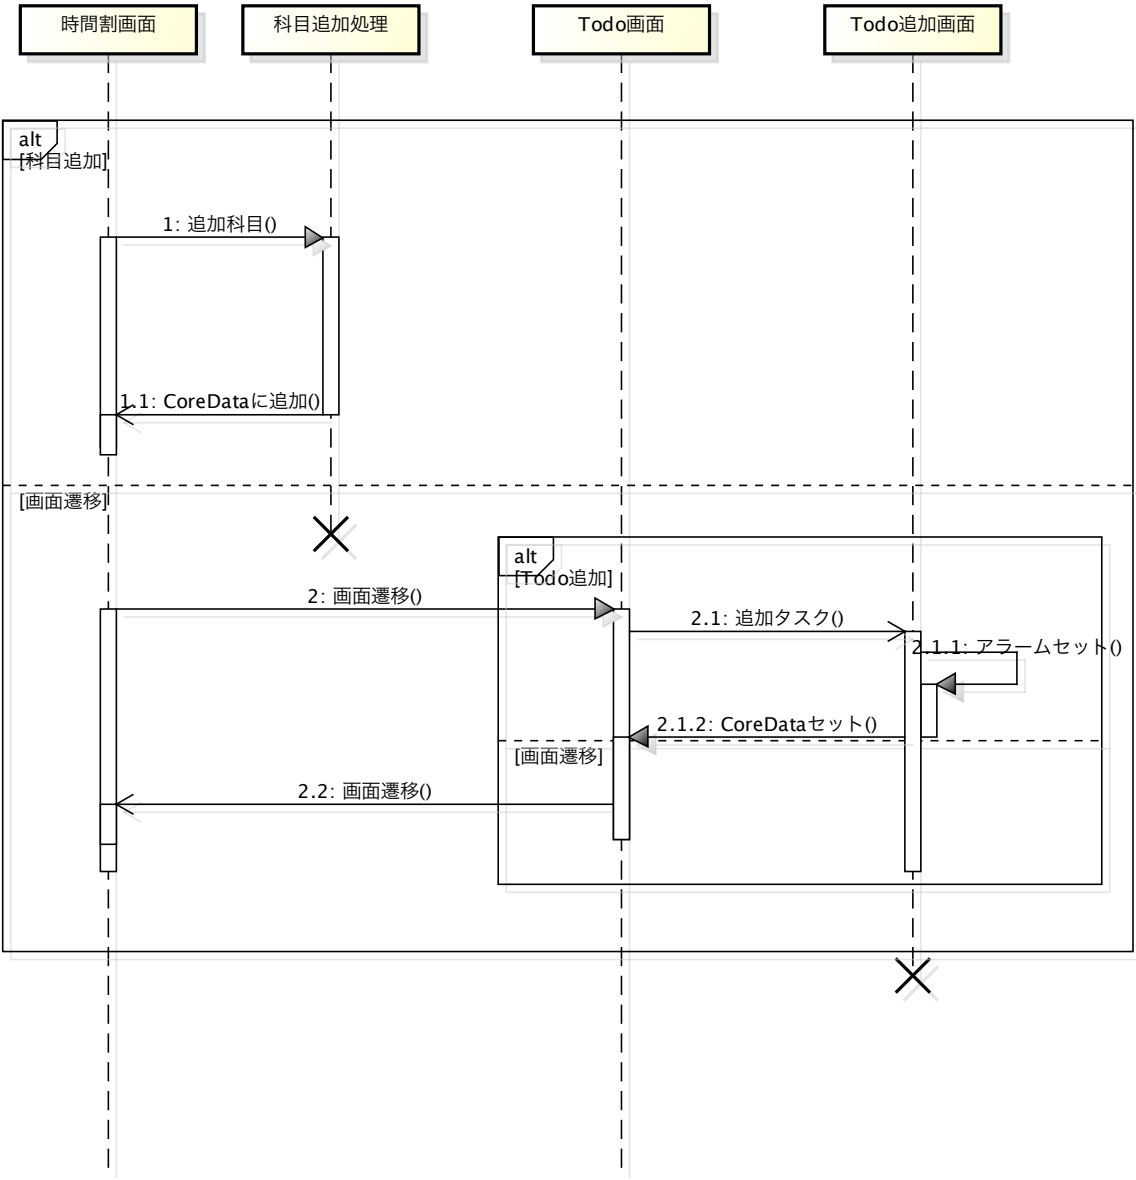 時間割画面
科目追加処理
Todo画面
Todo追加画面
alt
[科目追加]
1: 追加科目()
1.1: CoreDataに追加()
[画面遷移]
alt
[Todo追加]
2: 画面遷移()
2.1: 追加タスク()
2.1.1: アラームセット()
2.1.2: CoreDataセット()
[画面遷移]
2.2: 画面遷移()